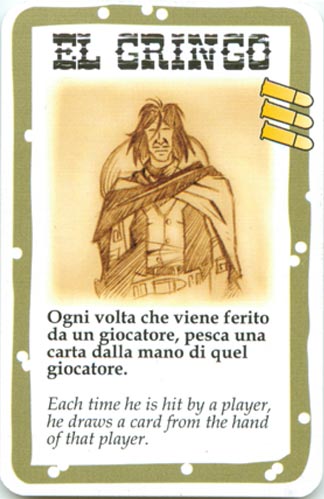 EL GRINGO
Ogni volta che viene ferito
da un giocatore, pesca una
carta dalla mano di quel
giocatore.
Each time he is hit by a player,
he draws a card from the hand
of that player.